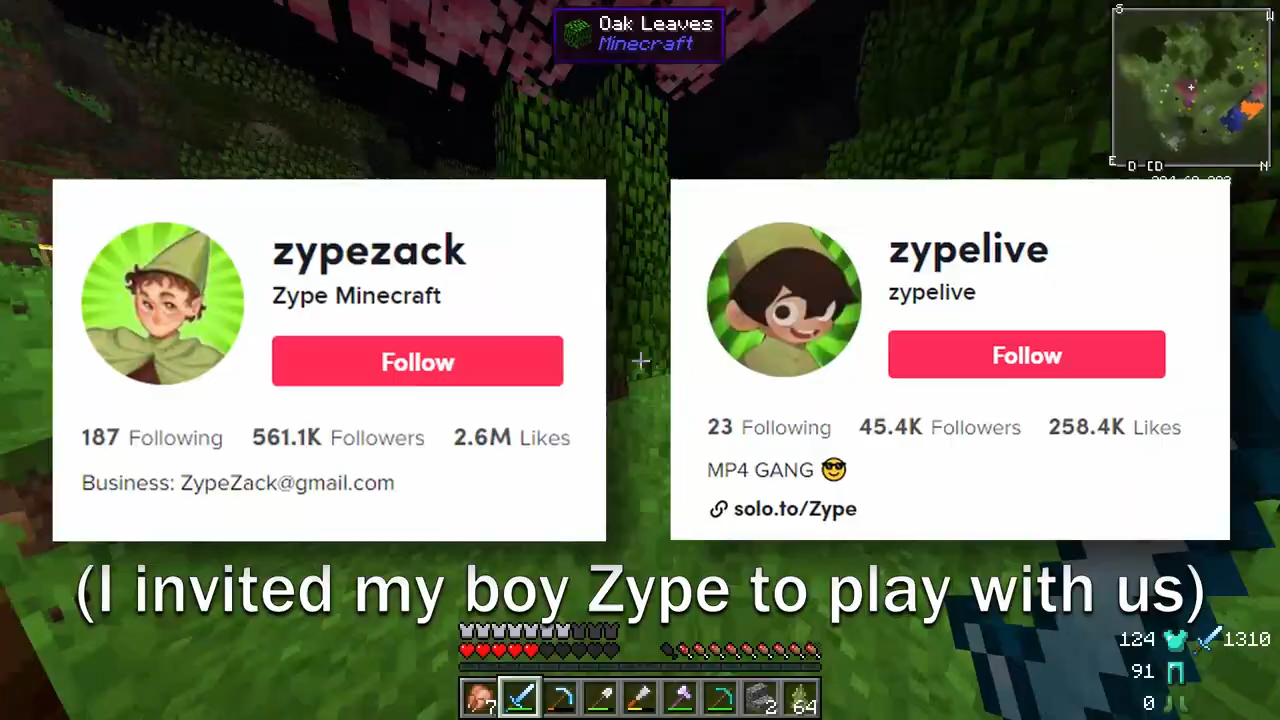 Oak Leaves
Minecraft
S
W
E
D
CD
N
zypezack
Zype Minecraft
Follow
187 Following 561.1K Followers 2.6M Likes
Business: ZypeZack@gmail.com
zypelive
zypelive
Follow
23 Following 45.4K Followers 258.4K Likes
MP4 GANG 😎
solo.to/Zype
(I invited my boy Zype to play with us)
124 1310
91
0
7
2
64